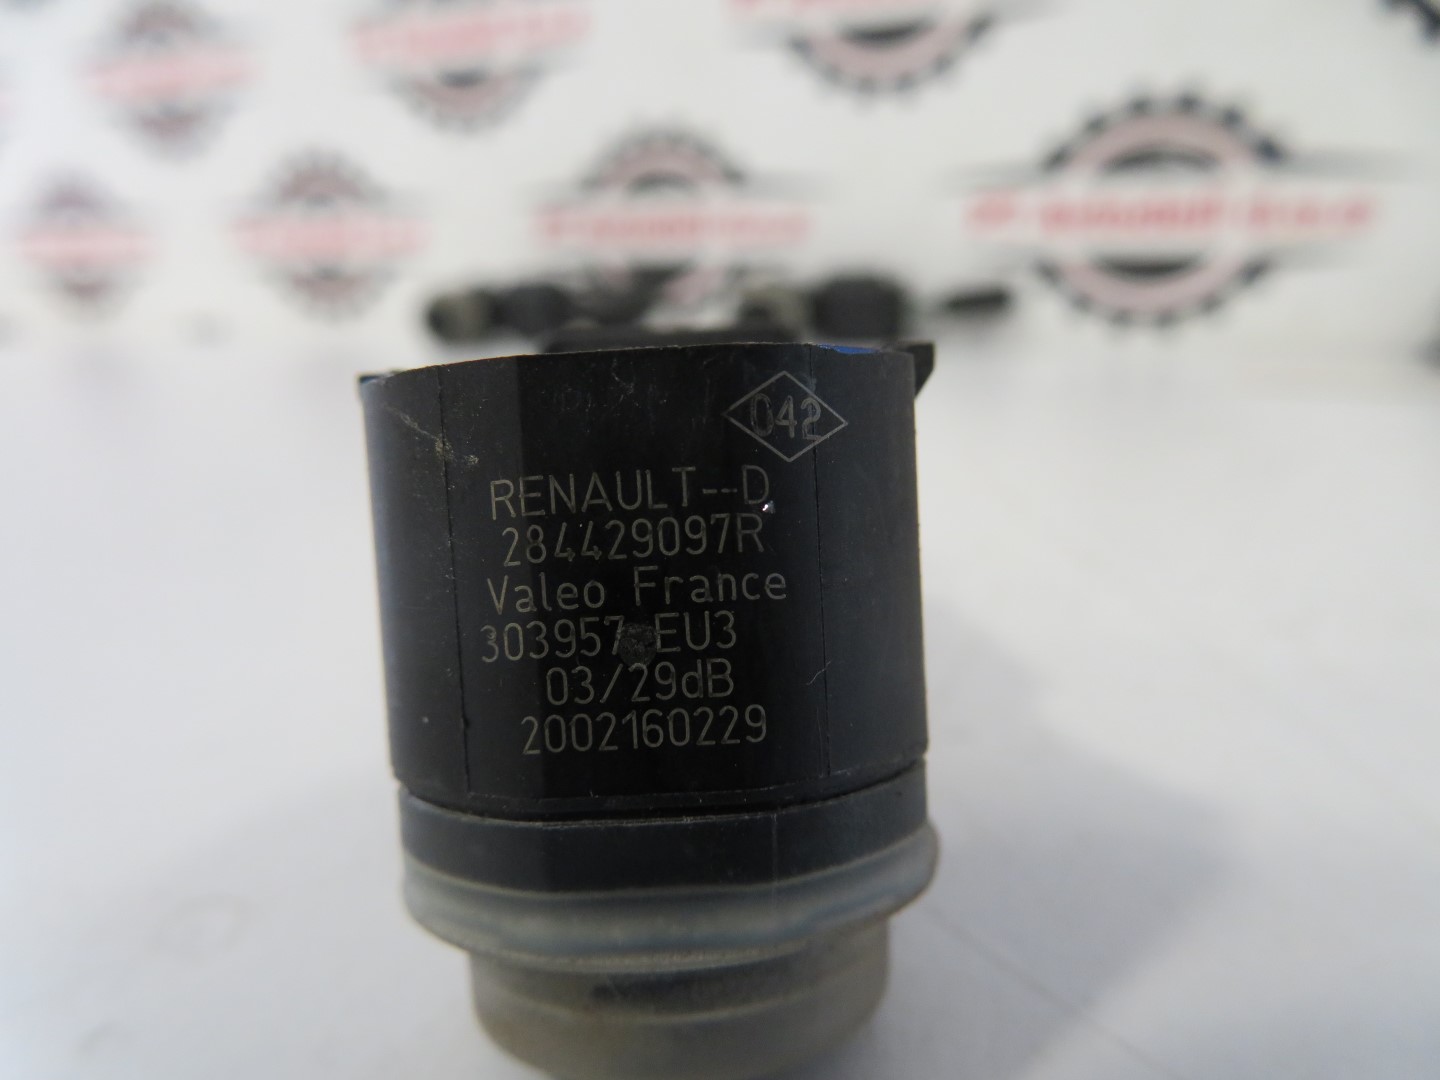 042
RENAULT--D
284429097R
Valeo France
303957 EU3
03/29dB
2002160229